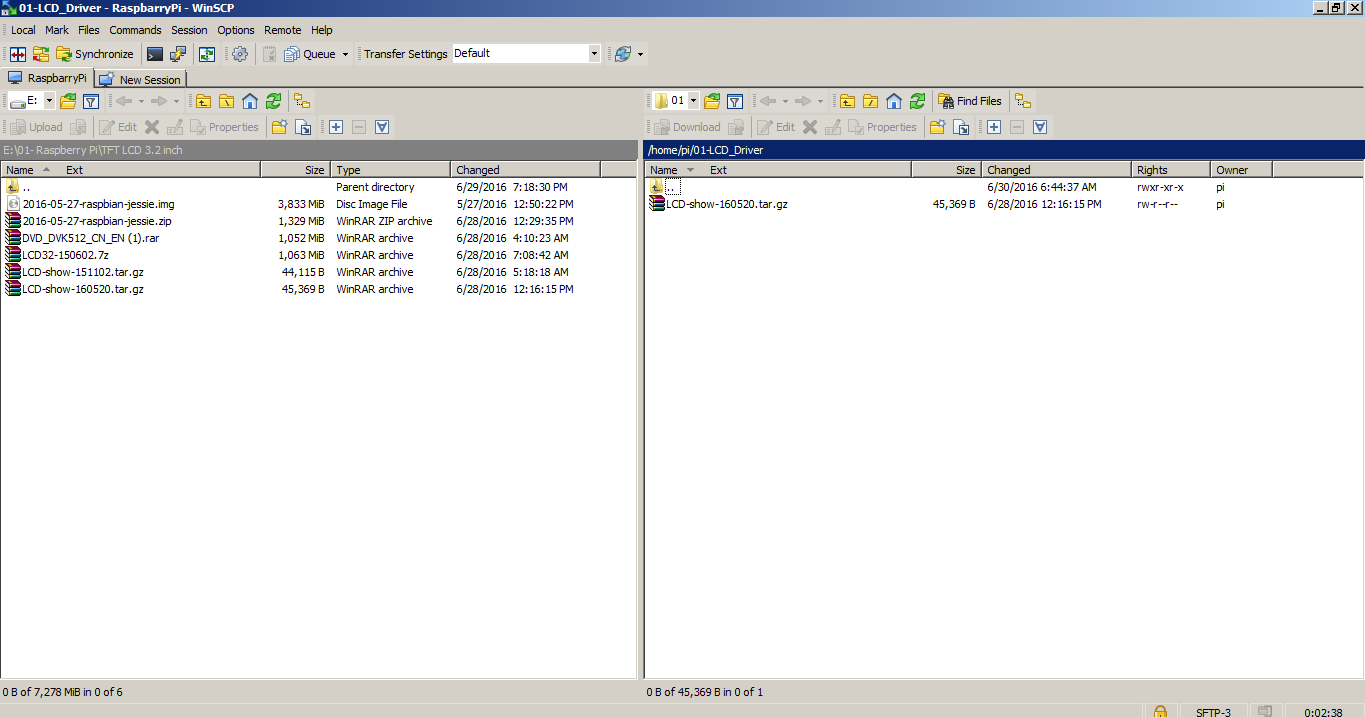 01-LCD_Driver - RaspbarryPi - WinSCP
Local Mark Files Commands Session Options Remote Help
Synchronize Queue Transfer Settings Default
RaspbarryPi New Session
E: 01 Find Files
Upload Edit Properties Download Edit Properties
E:\01- Raspberry Pi\TFT LCD 3.2 inch /home/pi/01-LCD_Driver
Name Ext Size Type Changed Name Ext Size Changed Rights Owner
.. Parent directory 6/29/2016 7:18:30 PM .. 6/30/2016 6:44:37 AM rwxr-xr-x pi
2016-05-27-raspbian-jessie.img 3,833 MiB Disc Image File 5/27/2016 12:50:22 PM LCD-show-160520.tar.gz 45,369 B 6/28/2016 12:16:15 PM rw-r--r-- pi
2016-05-27-raspbian-jessie.zip 1,329 MiB WinRAR ZIP archive 6/28/2016 12:29:35 PM
DVD_DVK512_CN_EN (1).rar 1,052 MiB WinRAR archive 6/28/2016 4:10:23 AM
LCD32-150602.7z 1,063 MiB WinRAR archive 6/28/2016 7:08:42 AM
LCD-show-151102.tar.gz 44,115 B WinRAR archive 6/28/2016 5:18:18 AM
LCD-show-160520.tar.gz 45,369 B WinRAR archive 6/28/2016 12:16:15 PM
0 B of 7,278 MiB in 0 of 6 0 B of 45,369 B in 0 of 1
SFTP-3 0:02:38